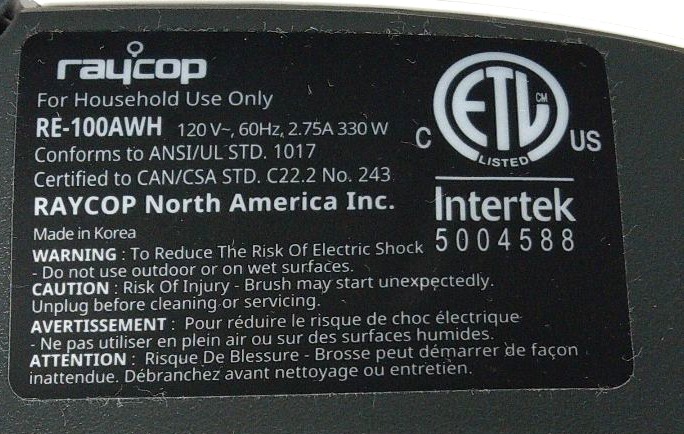 raycop
For Household Use Only
RE-100AWH 120 V~, 60Hz, 2.75A 330 W
Conforms to ANSI/UL STD. 1017
Certified to CAN/CSA STD. C22.2 No. 243
RAYCOP North America Inc.
Made in Korea
C ETL CM US
LISTED
Intertek
5004588
WARNING : To Reduce The Risk Of Electric Shock
- Do not use outdoor or on wet surfaces.
CAUTION : Risk Of Injury - Brush may start unexpectedly.
Unplug before cleaning or servicing.
AVERTISSEMENT : Pour réduire le risque de choc électrique
- Ne pas utiliser en plein air ou sur des surfaces humides.
ATTENTION : Risque De Blessure - Brosse peut démarrer de façon
inattendue. Débranchez avant nettoyage ou entretien.